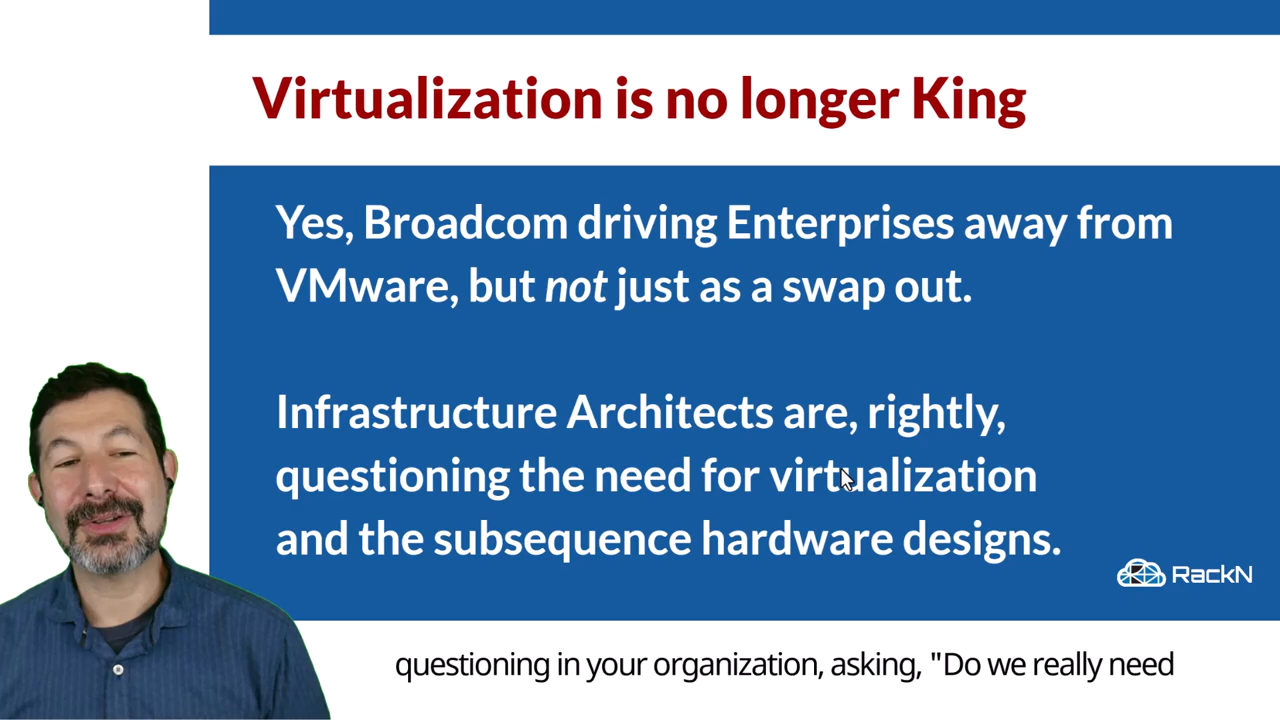 Virtualization is no longer King
Yes, Broadcom driving Enterprises away from
VMware, but not just as a swap out.
Infrastructure Architects are, rightly,
questioning the need for virtualization
and the subsequence hardware designs.
RackN
questioning in your organization, asking, "Do we really need